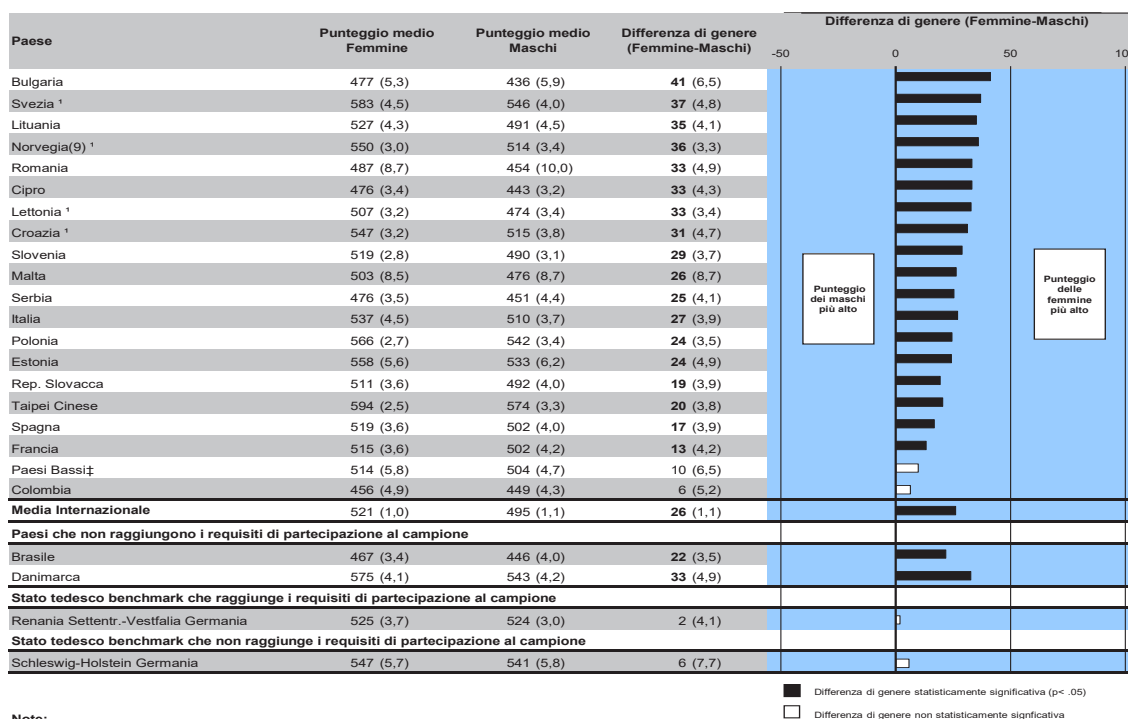 Paese Punteggio medio Femmine Punteggio medio Maschi Differenza di genere (Femmine-Maschi) Differenza di genere (Femmine-Maschi)
-50 0 50 10
Bulgaria 477 (5,3) 436 (5,9) 41 (6,5)
Svezia ¹ 583 (4,5) 546 (4,0) 37 (4,8)
Lituania 527 (4,3) 491 (4,5) 35 (4,1)
Norvegia(9) ¹ 550 (3,0) 514 (3,4) 36 (3,3)
Romania 487 (8,7) 454 (10,0) 33 (4,9)
Cipro 476 (3,4) 443 (3,2) 33 (4,3)
Lettonia ¹ 507 (3,2) 474 (3,4) 33 (3,4)
Croazia ¹ 547 (3,2) 515 (3,8) 31 (4,7)
Slovenia 519 (2,8) 490 (3,1) 29 (3,7)
Malta 503 (8,5) 476 (8,7) 26 (8,7)
Serbia 476 (3,5) 451 (4,4) 25 (4,1)
Italia 537 (4,5) 510 (3,7) 27 (3,9)
Polonia 566 (2,7) 542 (3,4) 24 (3,5)
Estonia 558 (5,6) 533 (6,2) 24 (4,9)
Rep. Slovacca 511 (3,6) 492 (4,0) 19 (3,9)
Taipei Cinese 594 (2,5) 574 (3,3) 20 (3,8)
Spagna 519 (3,6) 502 (4,0) 17 (3,9)
Francia 515 (3,6) 502 (4,2) 13 (4,2)
Paesi Bassi‡ 514 (5,8) 504 (4,7) 10 (6,5)
Colombia 456 (4,9) 449 (4,3) 6 (5,2)
Media Internazionale 521 (1,0) 495 (1,1) 26 (1,1)
Paesi che non raggiungono i requisiti di partecipazione al campione
Brasile 467 (3,4) 446 (4,0) 22 (3,5)
Danimarca 575 (4,1) 543 (4,2) 33 (4,9)
Stato tedesco benchmark che raggiunge i requisiti di partecipazione al campione
Renania Settentr.-Vestfalia Germania 525 (3,7) 524 (3,0) 2 (4,1)
Stato tedesco benchmark che non raggiunge i requisiti di partecipazione al campione
Schleswig-Holstein Germania 547 (5,7) 541 (5,8) 6 (7,7)
Punteggio
dei maschi
più alto
Punteggio
delle
femmine
più alto
Differenza di genere statisticamente significativa (p< .05)
Differenza di genere non statisticamente signficativa
Note: